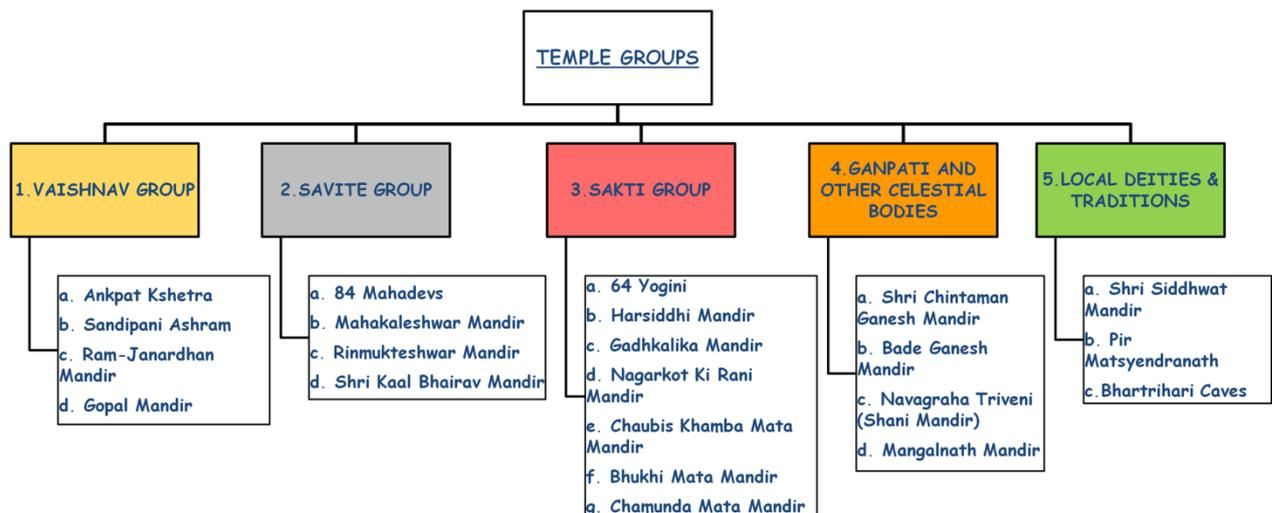 TEMPLE GROUPS
1.VAISHNAV GROUP
a. Ankpat Kshetra
b. Sandipani Ashram
c. Ram-Janardhan
Mandir
d. Gopal Mandir
2.SAVITE GROUP
a. 84 Mahadevs
b. Mahakaleshwar Mandir
c. Rinmukteshwar Mandir
d. Shri Kaal Bhairav Mandir
3.SAKTI GROUP
a. 64 Yogini
b. Harsiddhi Mandir
c. Gadhkalika Mandir
d. Nagarkot Ki Rani
Mandir
e. Chaubis Khamba Mata
Mandir
f. Bhukhi Mata Mandir
g. Chamunda Mata Mandir
4.GANPATI AND
OTHER CELESTIAL
BODIES
a. Shri Chintaman
Ganesh Mandir
b. Bade Ganesh
Mandir
c. Navagraha Triveni
(Shani Mandir)
d. Mangalnath Mandir
5.LOCAL DEITIES &
TRADITIONS
a. Shri Siddhwat
Mandir
b. Pir
Matsyendranath
c.Bhartrihari Caves